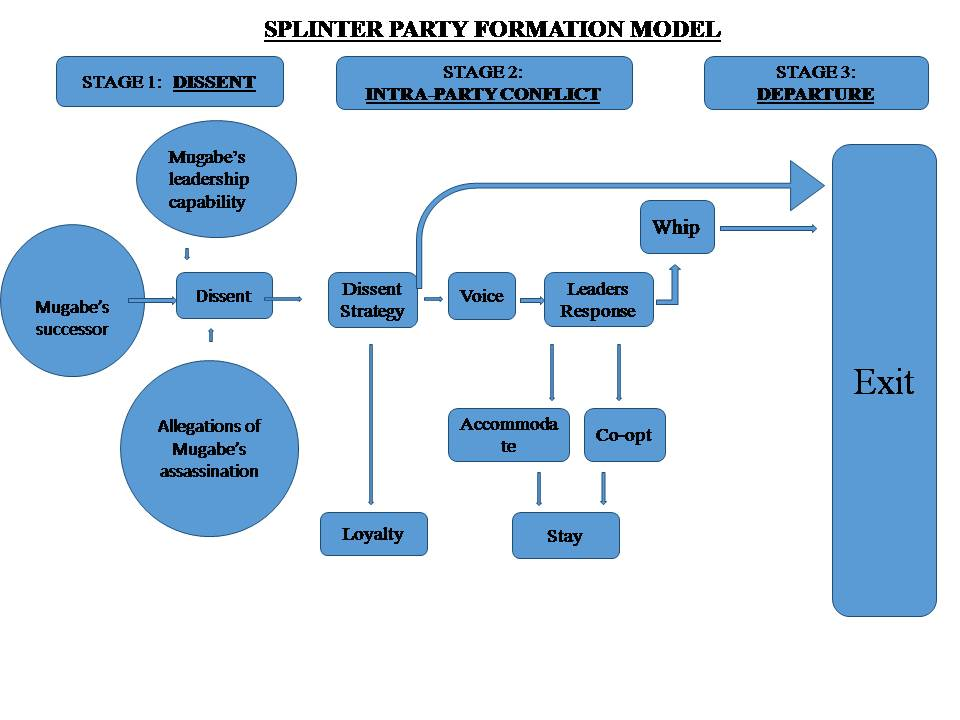 SPLINTER PARTY FORMATION MODEL
STAGE 1: DISSENT
STAGE 2:
INTRA-PARTY CONFLICT
STAGE 3:
DEPARTURE
Mugabe's
leadership
capability
Mugabe's
successor
Dissent
Allegations of
Mugabe's
assassination
Dissent
Strategy
Voice
Leaders
Response
Whip
Accommoda
te
Co-opt
Loyalty
Stay
Exit